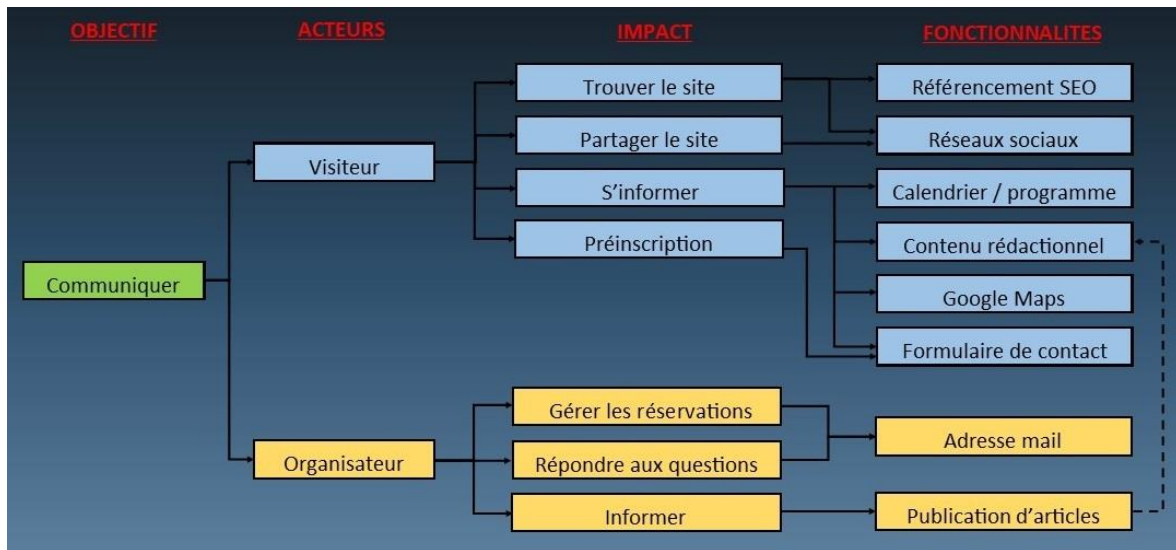 OBJECTIF ACTEURS IMPACT FONCTIONNALITES
Trouver le site
Référencement SEO
Partager le site
Réseaux sociaux
Visiteur
S’informer
Calendrier / programme
Préinscription
Contenu rédactionnel
Communiquer
Google Maps
Formulaire de contact
Gérer les réservations
Adresse mail
Organisateur
Répondre aux questions
Informer
Publication d’articles